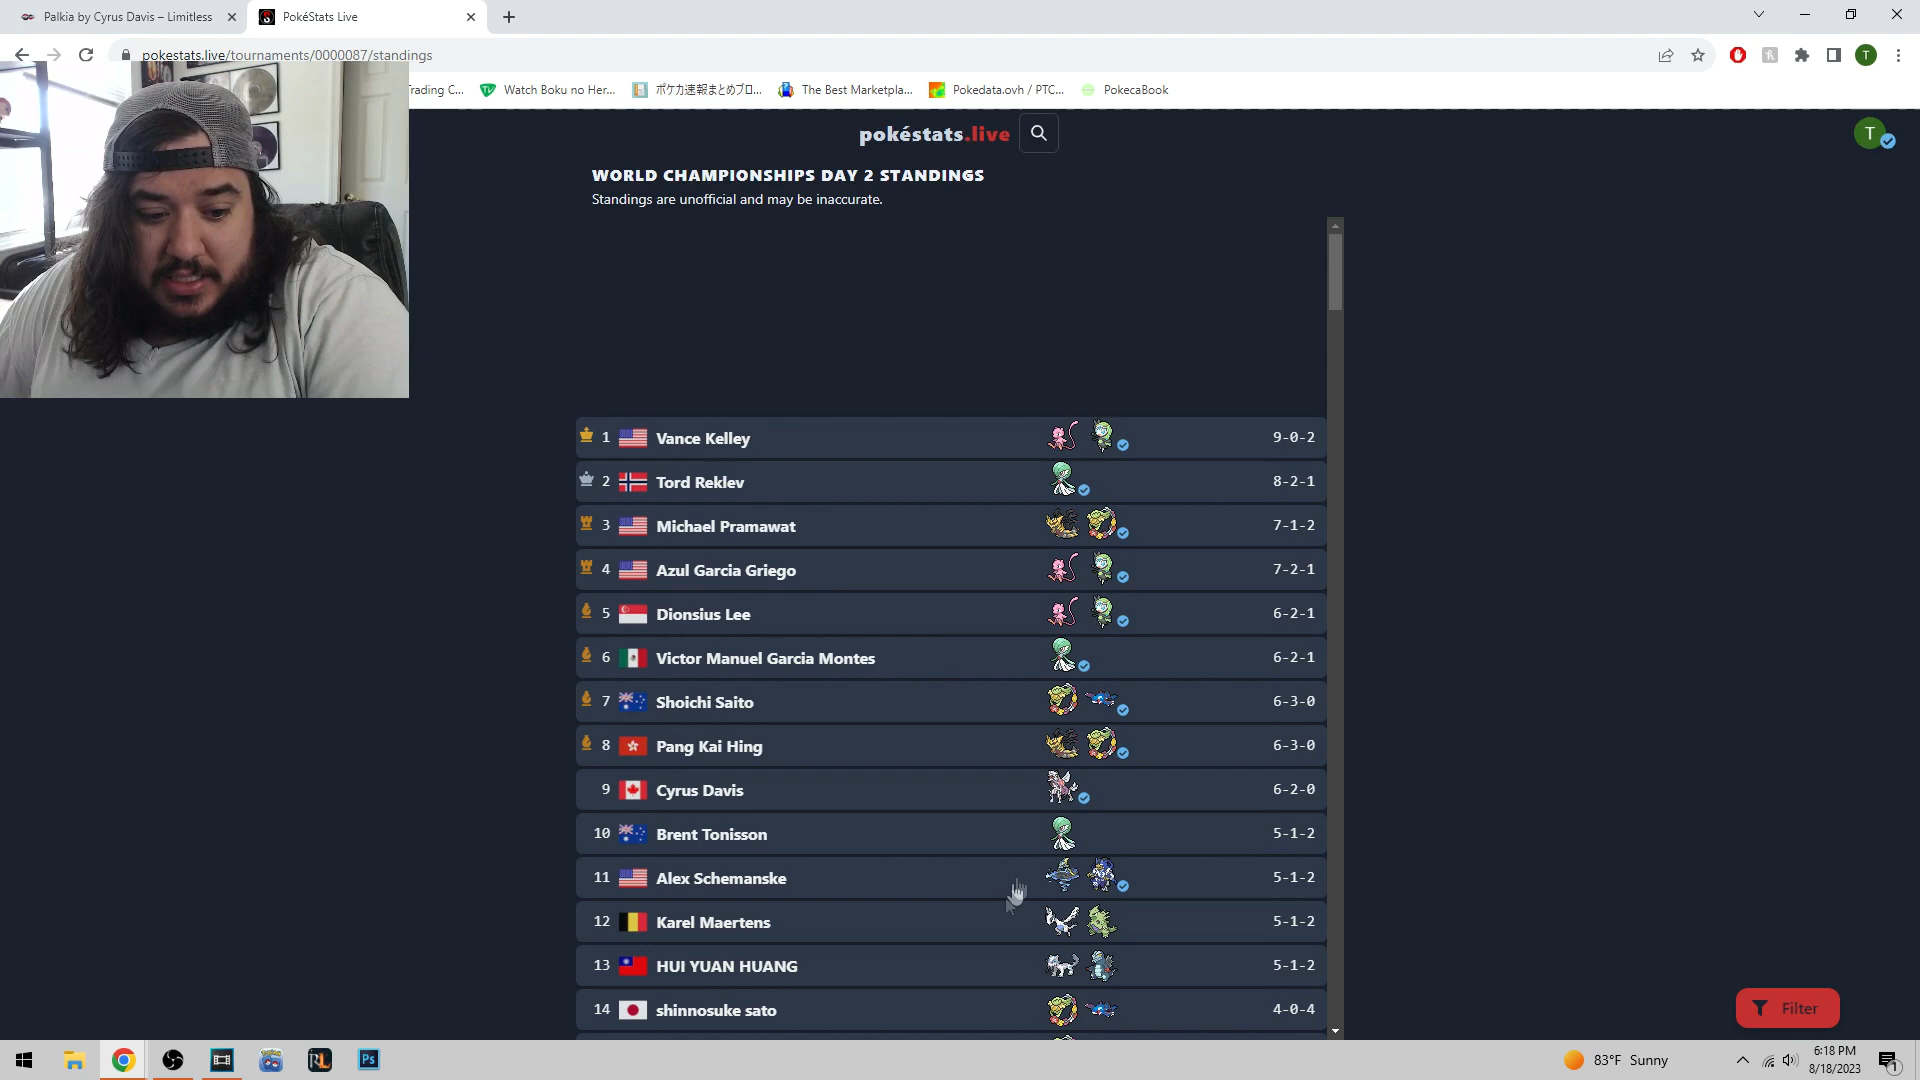 Palkia by Cyrus Davis – Limitless
PokéStats Live
pokestats.live/tournaments/0000087/standings
T
Trading C...
Watch Boku no Her...
ポケカ速報まとめブロ...
The Best Marketpla...
Pokedata.ovh / PTC...
PokecaBook
pokéstats.live
T
WORLD CHAMPIONSHIPS DAY 2 STANDINGS
Standings are unofficial and may be inaccurate.
1 Vance Kelley 9-0-2
2 Tord Reklev 8-2-1
3 Michael Pramawat 7-1-2
4 Azul Garcia Griego 7-2-1
5 Dionsius Lee 6-2-1
6 Victor Manuel Garcia Montes 6-2-1
7 Shoichi Saito 6-3-0
8 Pang Kai Hing 6-3-0
9 Cyrus Davis 6-2-0
10 Brent Tonisson 5-1-2
11 Alex Schemanske 5-1-2
12 Karel Maertens 5-1-2
13 HUI YUAN HUANG 5-1-2
14 shinnosuke sato 4-0-4
Filter
RL
Ps
83°F Sunny
6:18 PM
8/18/2023
1